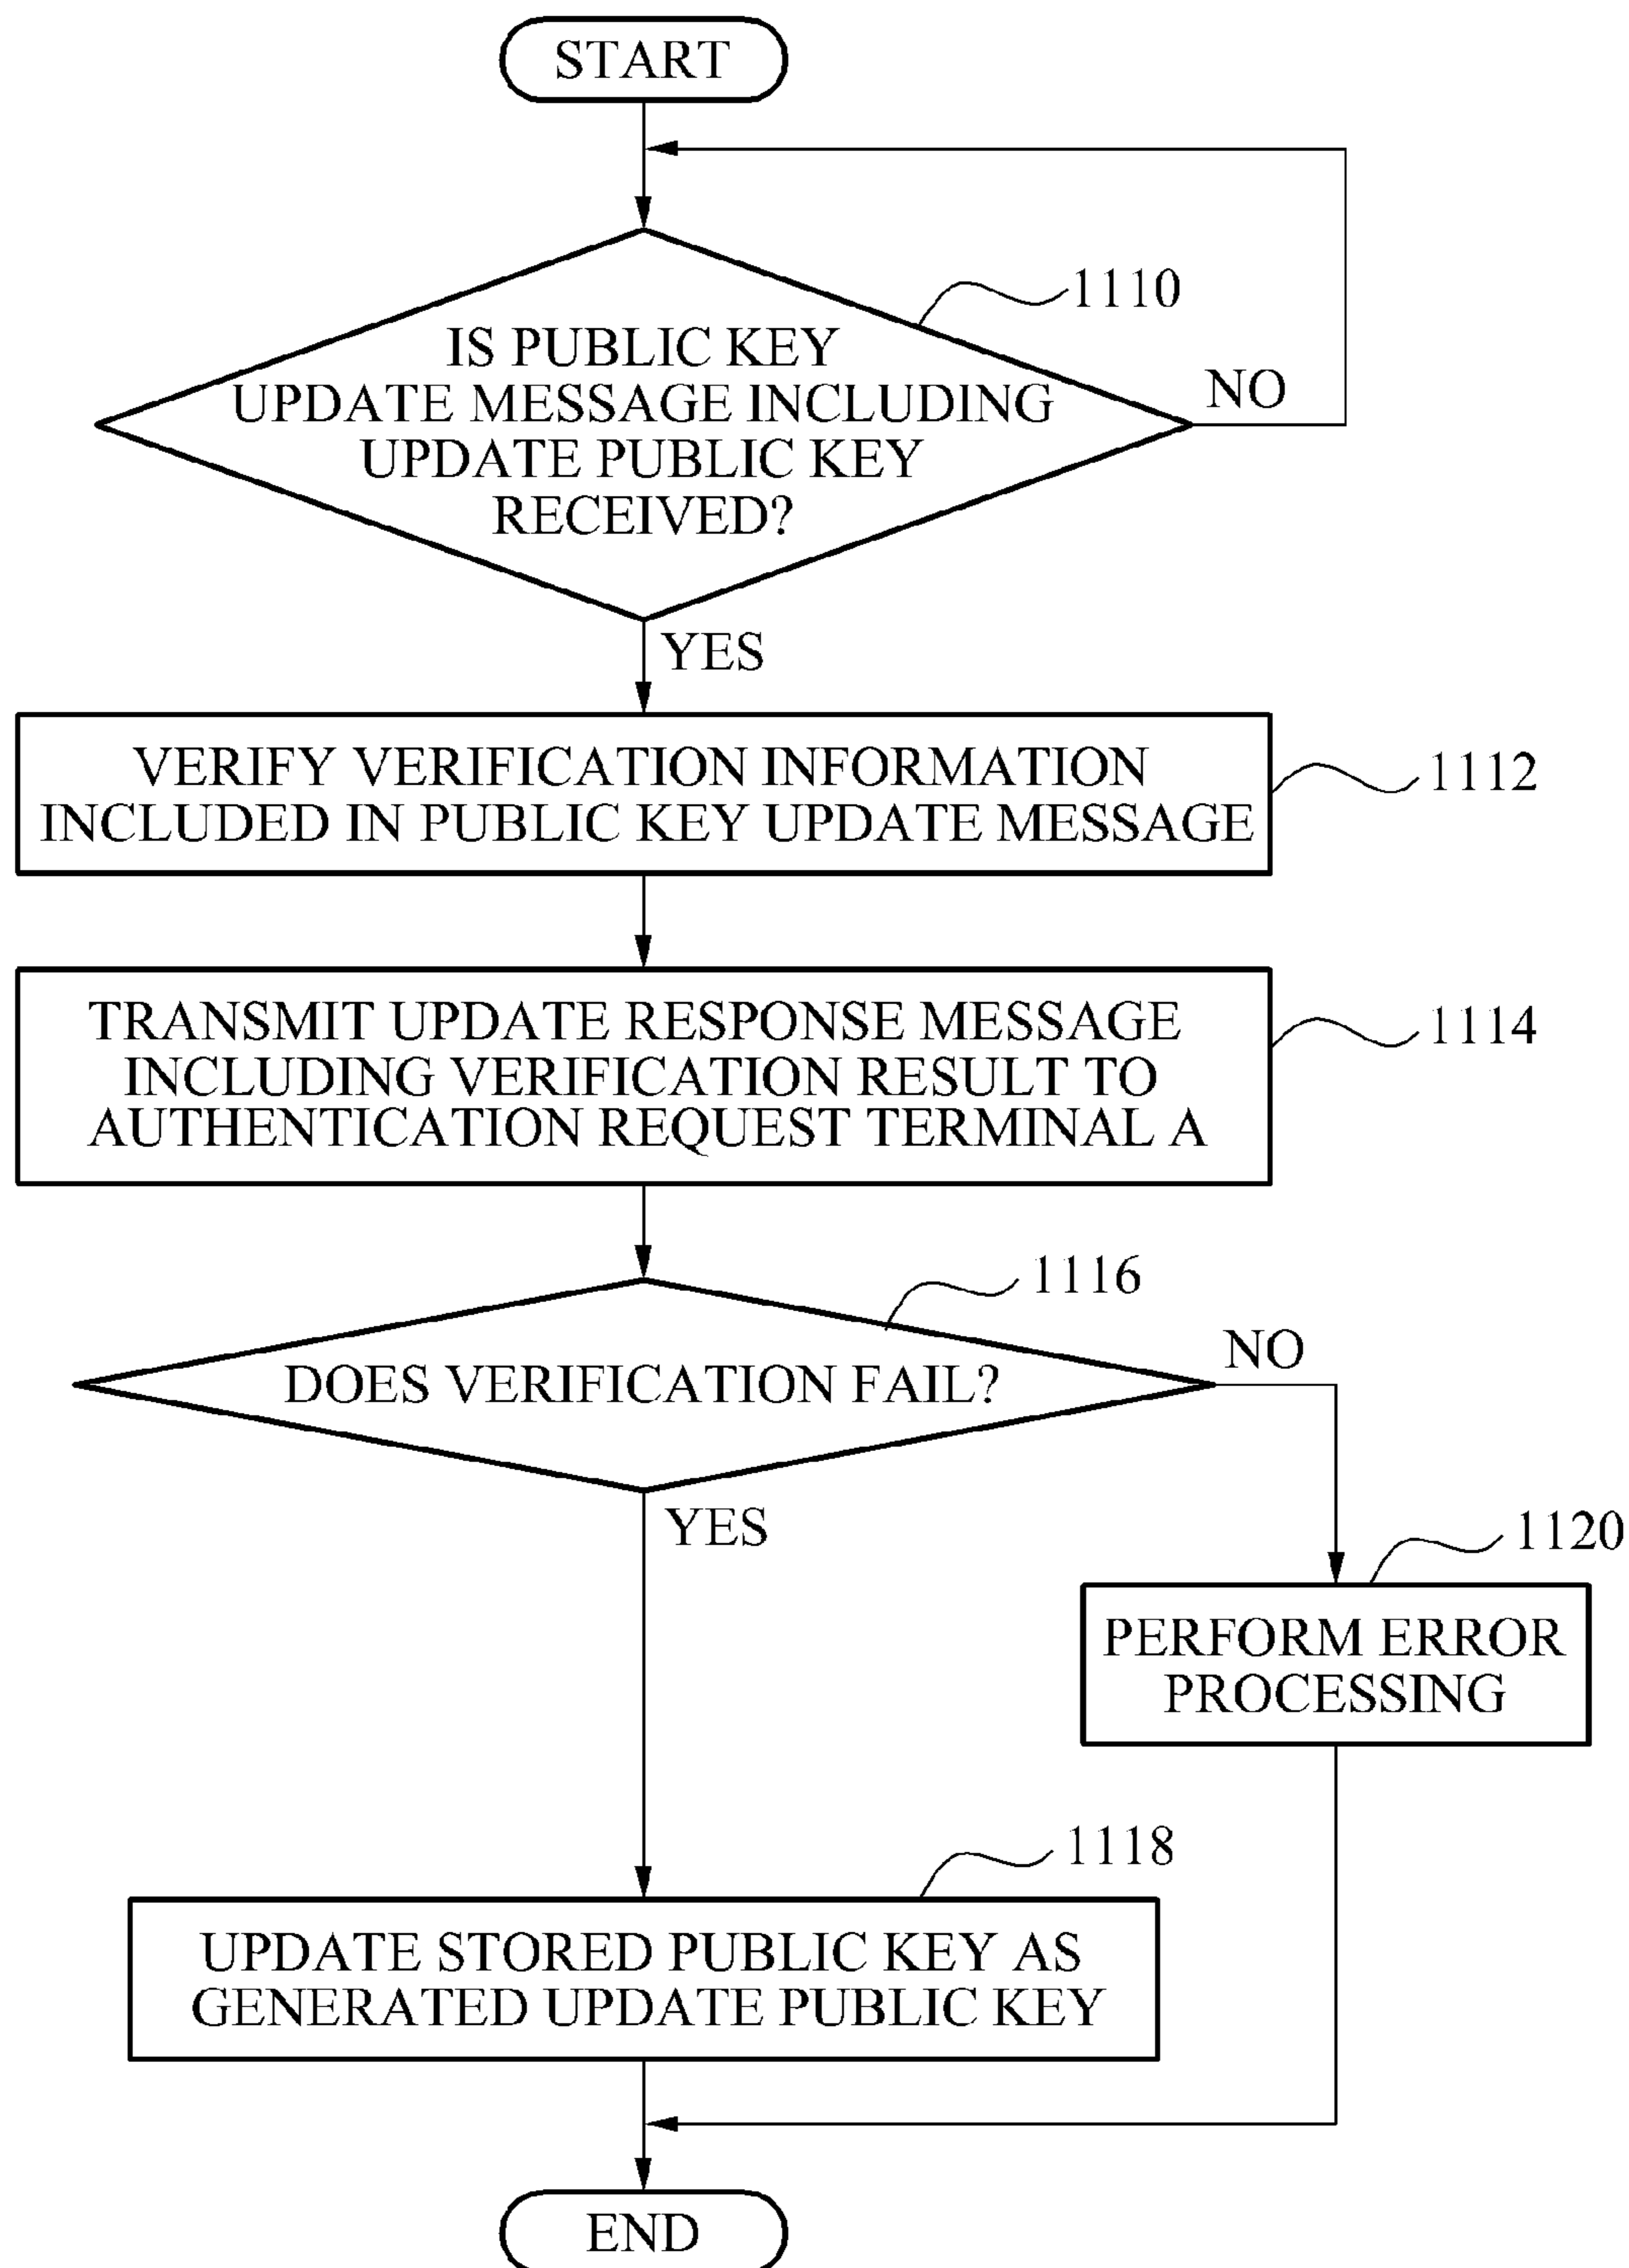 START
1110
IS PUBLIC KEY
UPDATE MESSAGE INCLUDING
UPDATE PUBLIC KEY
RECEIVED?
NO
YES
VERIFY VERIFICATION INFORMATION
INCLUDED IN PUBLIC KEY UPDATE MESSAGE
1112
TRANSMIT UPDATE RESPONSE MESSAGE
INCLUDING VERIFICATION RESULT TO
AUTHENTICATION REQUEST TERMINAL A
1114
1116
DOES VERIFICATION FAIL?
NO
YES
1120
PERFORM ERROR
PROCESSING
1118
UPDATE STORED PUBLIC KEY AS
GENERATED UPDATE PUBLIC KEY
END